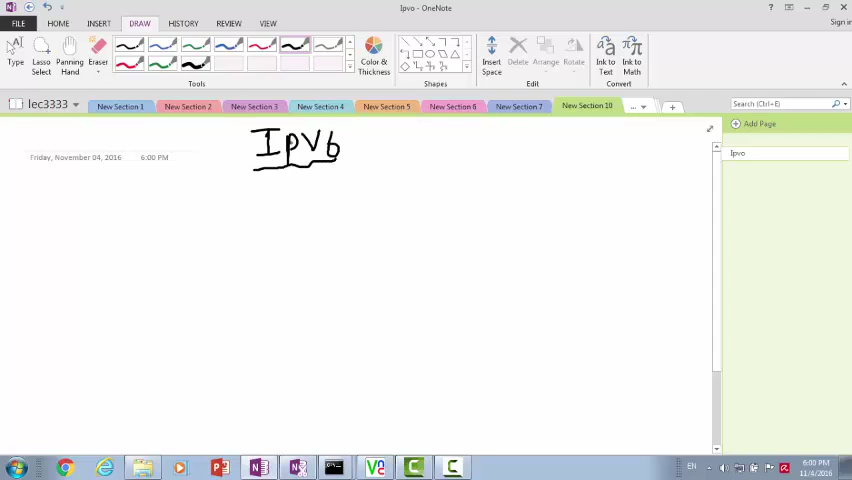 Ipvo - OneNote
? 
FILE HOME INSERT DRAW HISTORY REVIEW VIEW
Sign in
Type Lasso Select Panning Hand Eraser Color & Thickness Insert Space Delete Arrange Rotate Ink to Text Ink to Math
Tools Shapes Edit Convert
lec3333 New Section 1 New Section 2 New Section 3 New Section 4 New Section 5 New Section 6 New Section 7 New Section 10 ... + Search (Ctrl+E)
Add Page
Ipv6
Ipvo
Friday, November 04, 2016 6:00 PM
EN
6:00 PM
11/4/2016